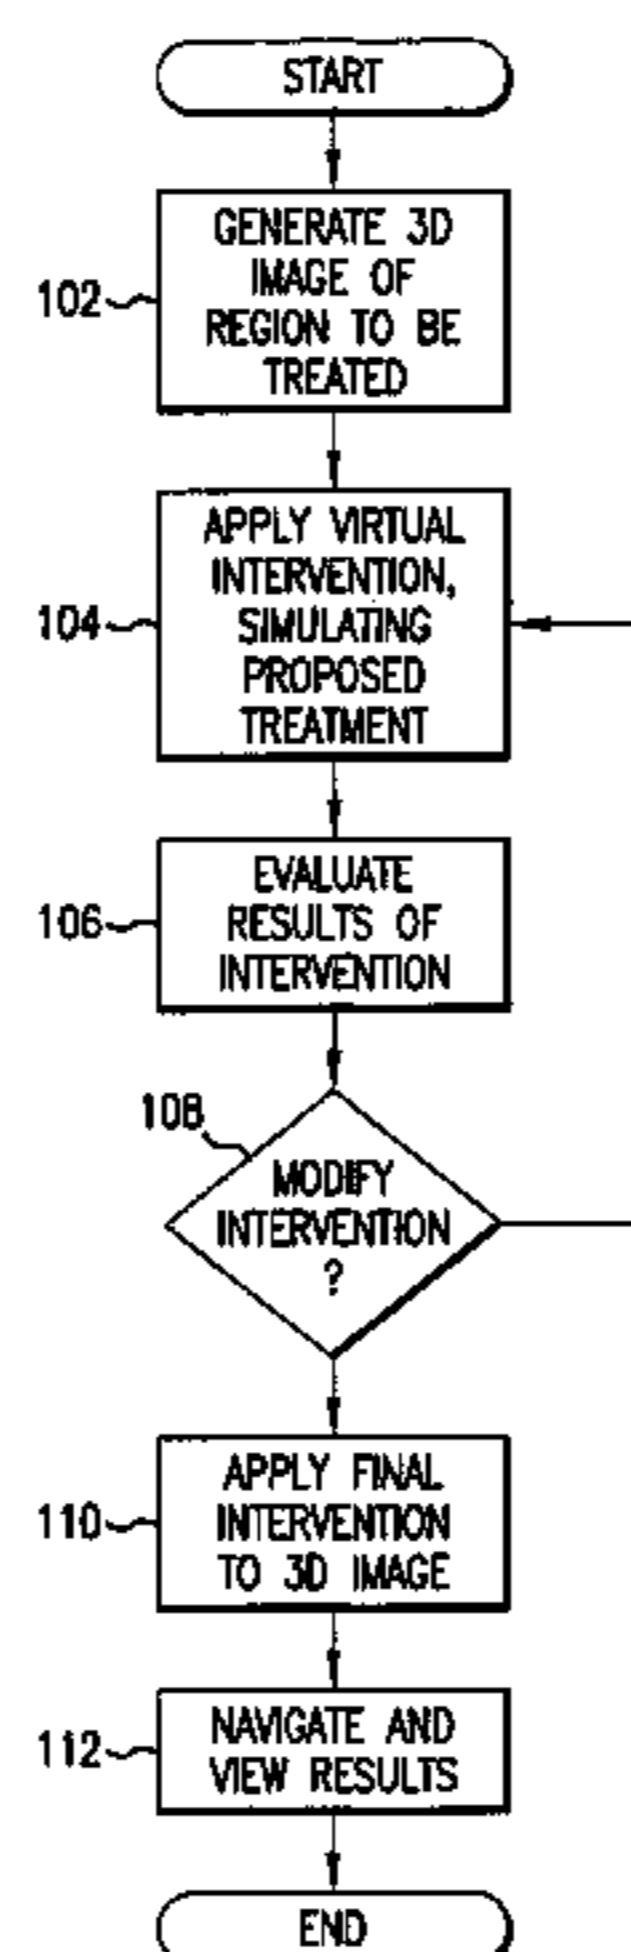 START
GENERATE 3D
IMAGE OF
REGION TO BE
TREATED
102
APPLY VIRTUAL
INTERVENTION,
SIMULATING
PROPOSED
TREATMENT
104
EVALUATE
RESULTS OF
INTERVENTION
106
108
MODIFY
INTERVENTION
?
APPLY FINAL
INTERVENTION
TO 3D IMAGE
110
NAVIGATE AND
VIEW RESULTS
112
END